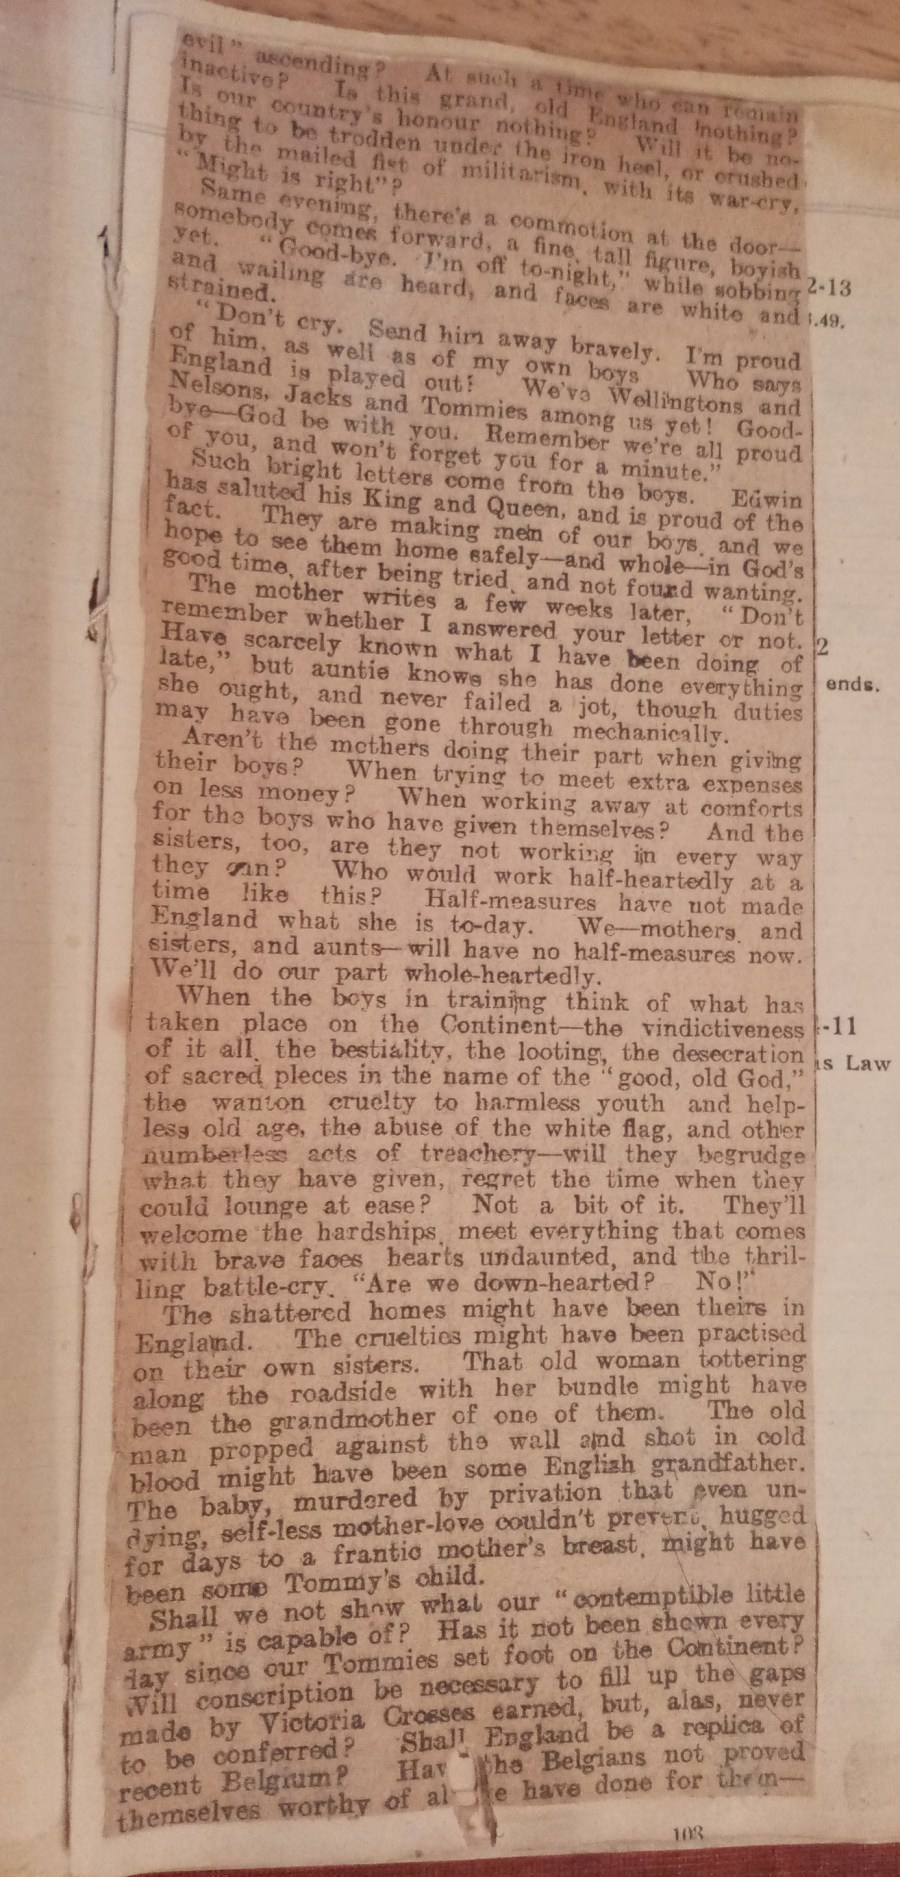 evil" ascending? At such a time who can remain
inactive? Is this grand, old England nothing?
Is our country's honour nothing? Will it be no-
thing to be trodden under the iron heel, or crushed
by the mailed fist of militarism, with its war-cry,
"Might is right"?
Same evening, there's a commotion at the door—
somebody comes forward, a fine, tall figure, boyish
yet. "Good-bye. I'm off to-night," while sobbing
and wailing are heard, and faces are white and
strained.
"Don't cry. Send him away bravely. I'm proud
of him, as well as of my own boys Who says
England is played out? We've Wellingtons and
Nelsons, Jacks and Tommies among us yet! Good-
bye—God be with you. Remember we're all proud
of you, and won't forget you for a minute."
Such bright letters come from the boys. Edwin
has saluted his King and Queen, and is proud of the
fact. They are making men of our boys, and we
hope to see them home safely—and whole—in God's
good time, after being tried, and not found wanting.
The mother writes a few weeks later, "Don't
remember whether I answered your letter or not.
Have scarcely known what I have been doing of
late," but auntie knows she has done everything
she ought, and never failed a jot, though duties
may have been gone through mechanically.
Aren't the mothers doing their part when giving
their boys? When trying to meet extra expenses
on less money? When working away at comforts
for the boys who have given themselves? And the
sisters, too, are they not working in every way
they can? Who would work half-heartedly at a
time like this? Half-measures have not made
England what she is to-day. We—mothers, and
sisters, and aunts—will have no half-measures now.
We'll do our part whole-heartedly.
When the boys in training think of what has
taken place on the Continent—the vindictiveness
of it all, the bestiality, the looting, the desecration
of sacred pleces in the name of the "good, old God,"
the wanton cruelty to harmless youth and help-
less old age, the abuse of the white flag, and other
numberless acts of treachery—will they begrudge
what they have given, regret the time when they
could lounge at ease? Not a bit of it. They'll
welcome the hardships, meet everything that comes
with brave faces hearts undaunted, and the thril-
ling battle-cry, "Are we down-hearted? No!"
The shattered homes might have been theirs in
England. The cruelties might have been practised
on their own sisters. That old woman tottering
along the roadside with her bundle might have
been the grandmother of one of them. The old
man propped against the wall and shot in cold
blood might have been some English grandfather.
The baby, murdered by privation that even un-
dying, self-less mother-love couldn't prevent, hugged
for days to a frantic mother's breast, might have
been some Tommy's child.
Shall we not show what our "contemptible little
army" is capable of? Has it not been shown every
day since our Tommies set foot on the Continent?
Will conscription be necessary to fill up the gaps
made by Victoria Crosses earned, but, alas, never
to be conferred? Shall England be a replica of
recent Belgium? Hav the Belgians not proved
themselves worthy of al e have done for them—
2-13
.49.
2
ends.
-11
is Law
103